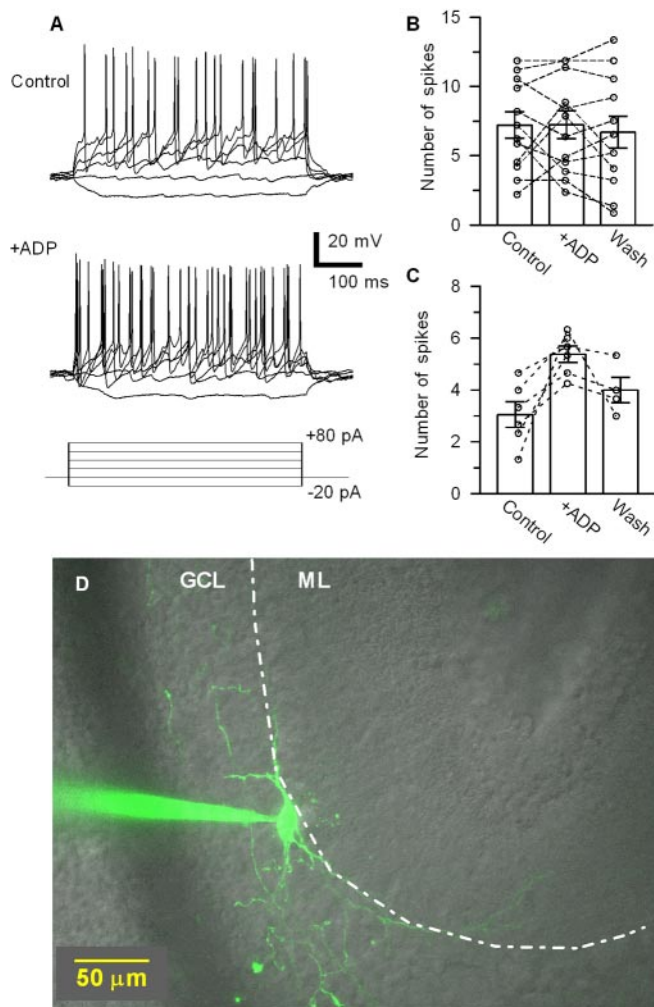 A
Control
+ADP
20 mV
100 ms
+80 pA
-20 pA
B
Number of spikes
15
10
5
0
Control
+ADP
Wash
C
Number of spikes
8
6
4
2
0
Control
+ADP
Wash
D
GCL
ML
50 µm